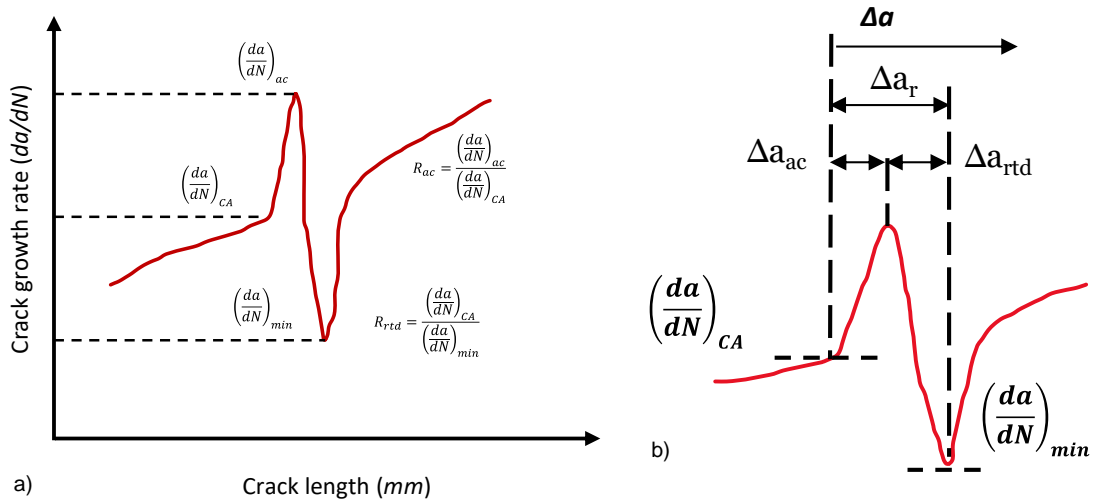 Crack growth rate (da/dN)
(da/dN)ac
(da/dN)CA
(da/dN)min
Rac = (da/dN)ac / (da/dN)CA
Rrtd = (da/dN)CA / (da/dN)min
Crack length (mm)
a)
Δa
Δar
Δaac
Δartd
(da/dN)CA
(da/dN)min
b)